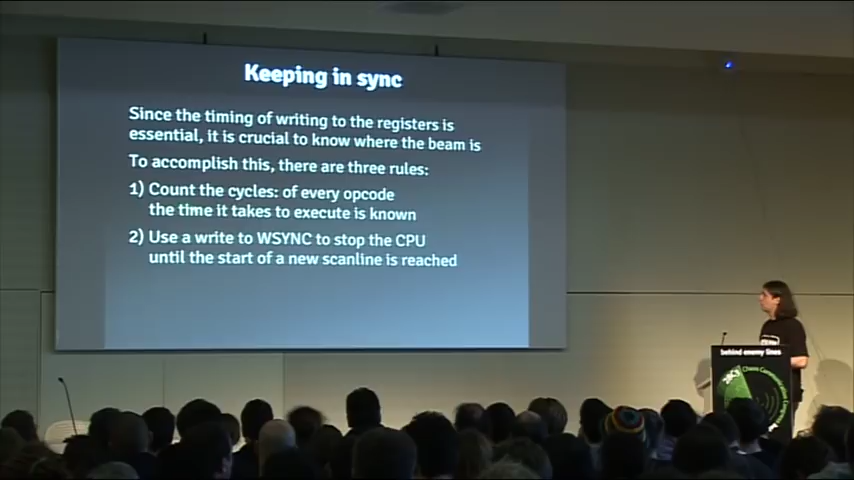 Keeping in sync
Since the timing of writing to the registers is
essential, it is crucial to know where the beam is
To accomplish this, there are three rules:
1) Count the cycles: of every opcode
the time it takes to execute is known
2) Use a write to WSYNC to stop the CPU
until the start of a new scanline is reached
behind enemy lines
28C3
Chaos Communication